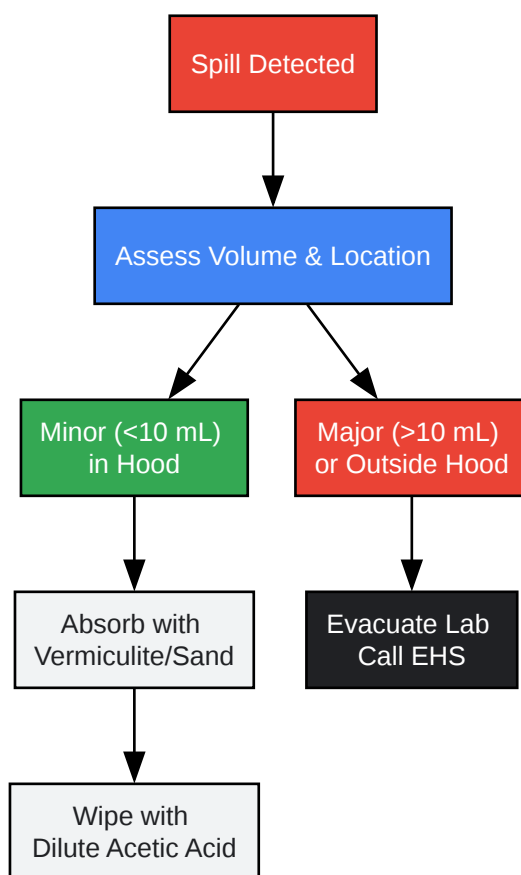 Spill Detected
Assess Volume & Location
Minor (<10 mL)
in Hood
Major (>10 mL)
or Outside Hood
Absorb with
Vermiculite/Sand
Evacuate Lab
Call EHS
Wipe with
Dilute Acetic Acid